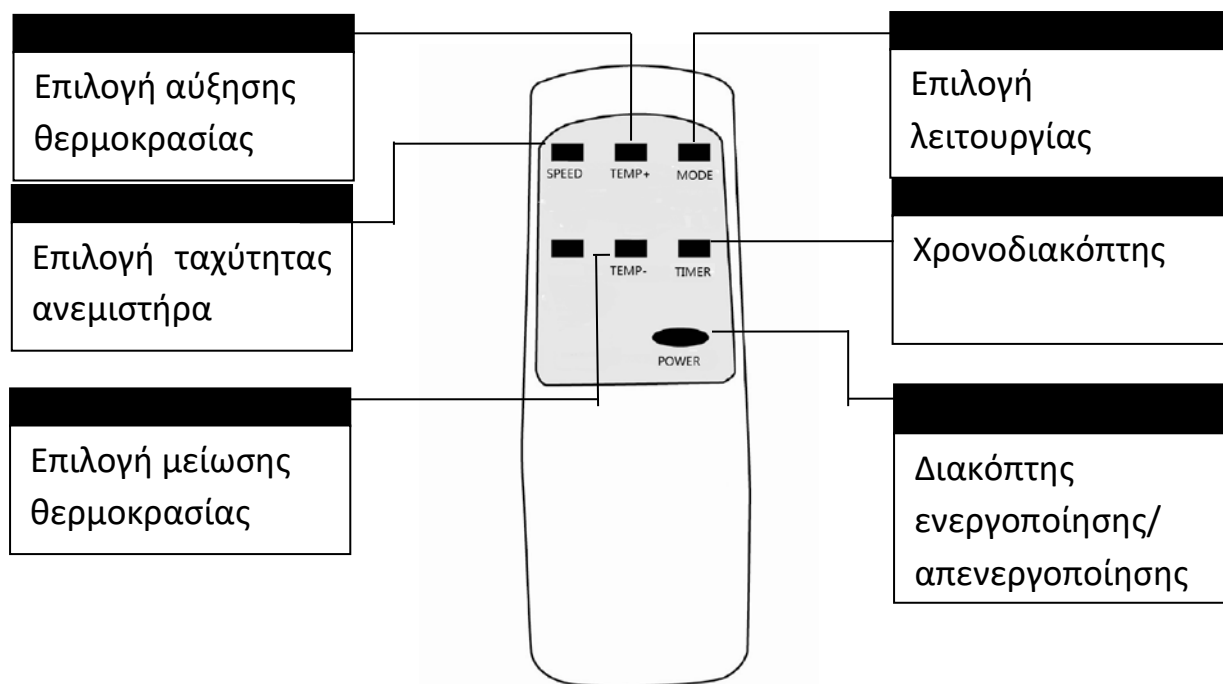 Επιλογή αύξησης
θερμοκρασίας
Επιλογή ταχύτητας
ανεμιστήρα
Επιλογή μείωσης
θερμοκρασίας
SPEED TEMP+ MODE
TEMP- TIMER
POWER
Επιλογή
λειτουργίας
Χρονοδιακόπτης
Διακόπτης
ενεργοποίησης/
απενεργοποίησης